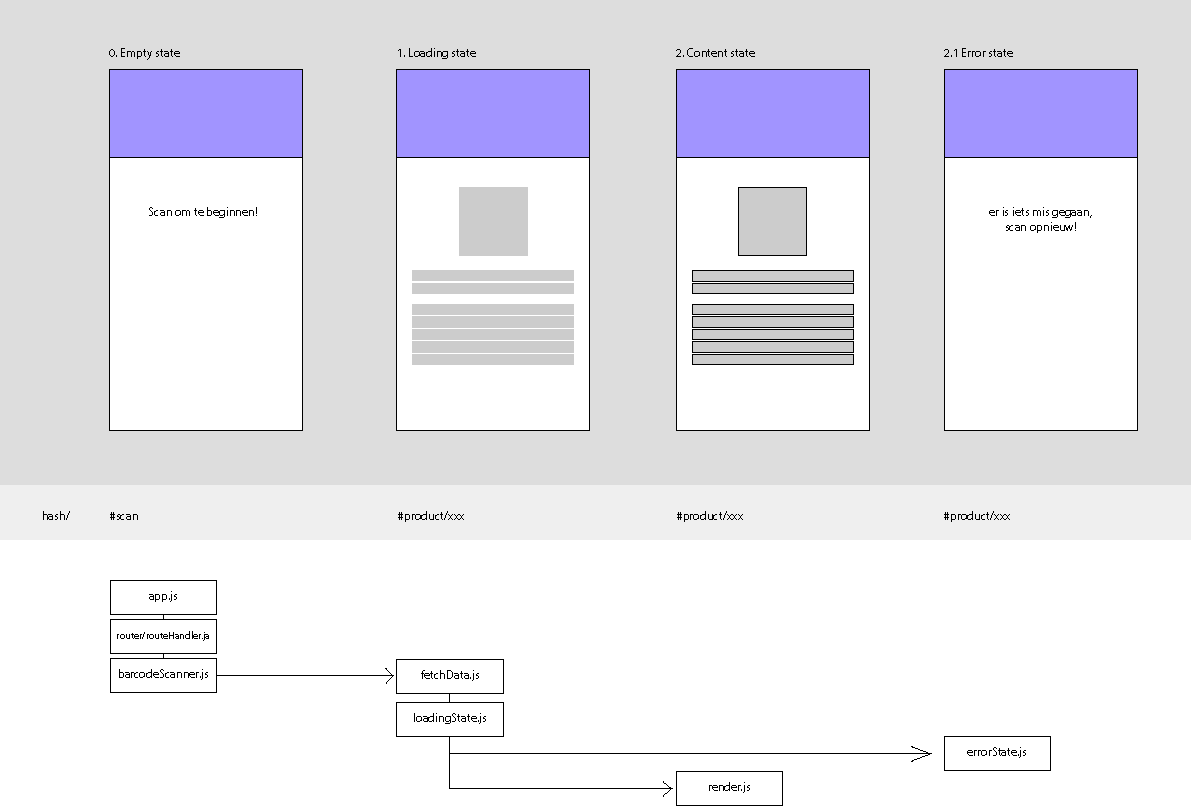 0. Empty state
1. Loading state
2. Content state
2.1 Error state
Scan om te beginnen!
er is iets mis gegaan,
scan opnieuw!
hash/
#scan
#product/xxx
#product/xxx
#product/xxx
app.js
router/routeHandler.ja
barcodeScanner.js
fetchData.js
loadingState.js
errorState.js
render.js